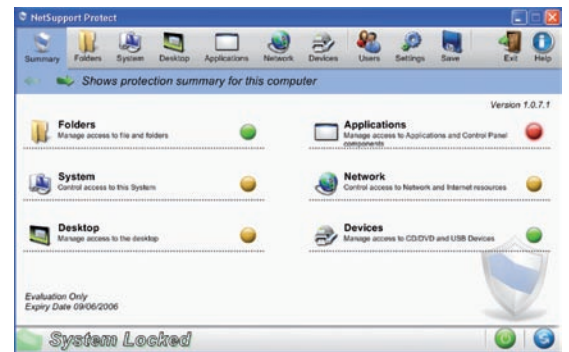 NetSupport Protect
Summary Folders System Desktop Applications Network Devices Users Settings Save Exit Help
Shows protection summary for this computer
Version 1.0.7.1
Folders
Manage access to file and folders
Applications
Manage access to Applications and Control Panel
components
System
Control access to this System
Network
Control access to Network and Internet resources
Desktop
Manage access to the desktop
Devices
Manage access to CD/DVD and USB Devices
Evaluation Only
Expiry Date 09/06/2006
System Locked